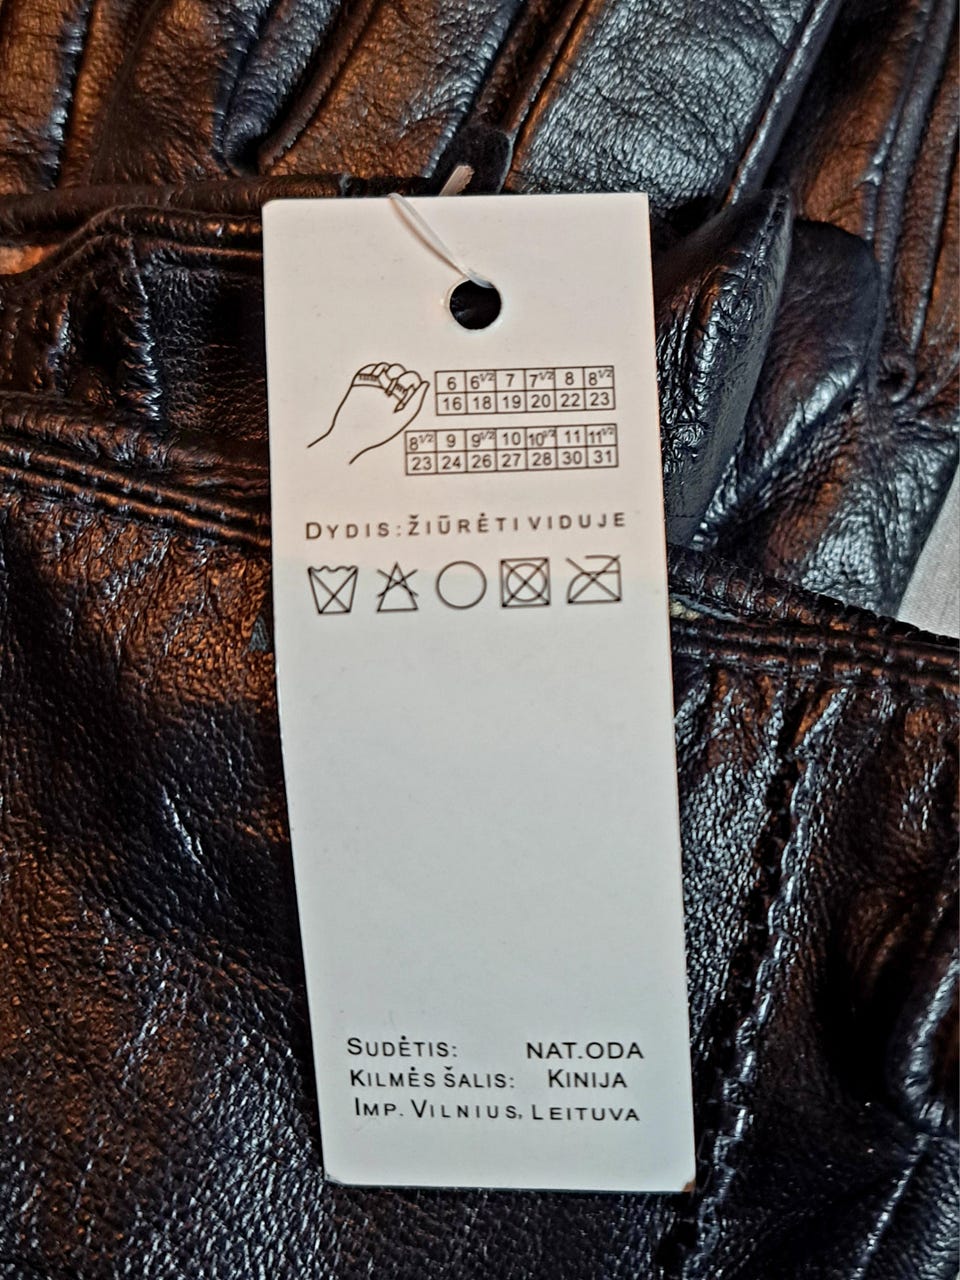 6 6½ 7 7½ 8 8½
16 18 19 20 22 23
8½ 9 9½ 10 10½ 11 11½
23 24 26 27 28 30 31
DYDIS: ŽIŪRĖTI VIDUJE
SUDĖTIS: NAT.ODA
KILMĖS ŠALIS: KINIJA
IMP. VILNIUS, LEITUVA